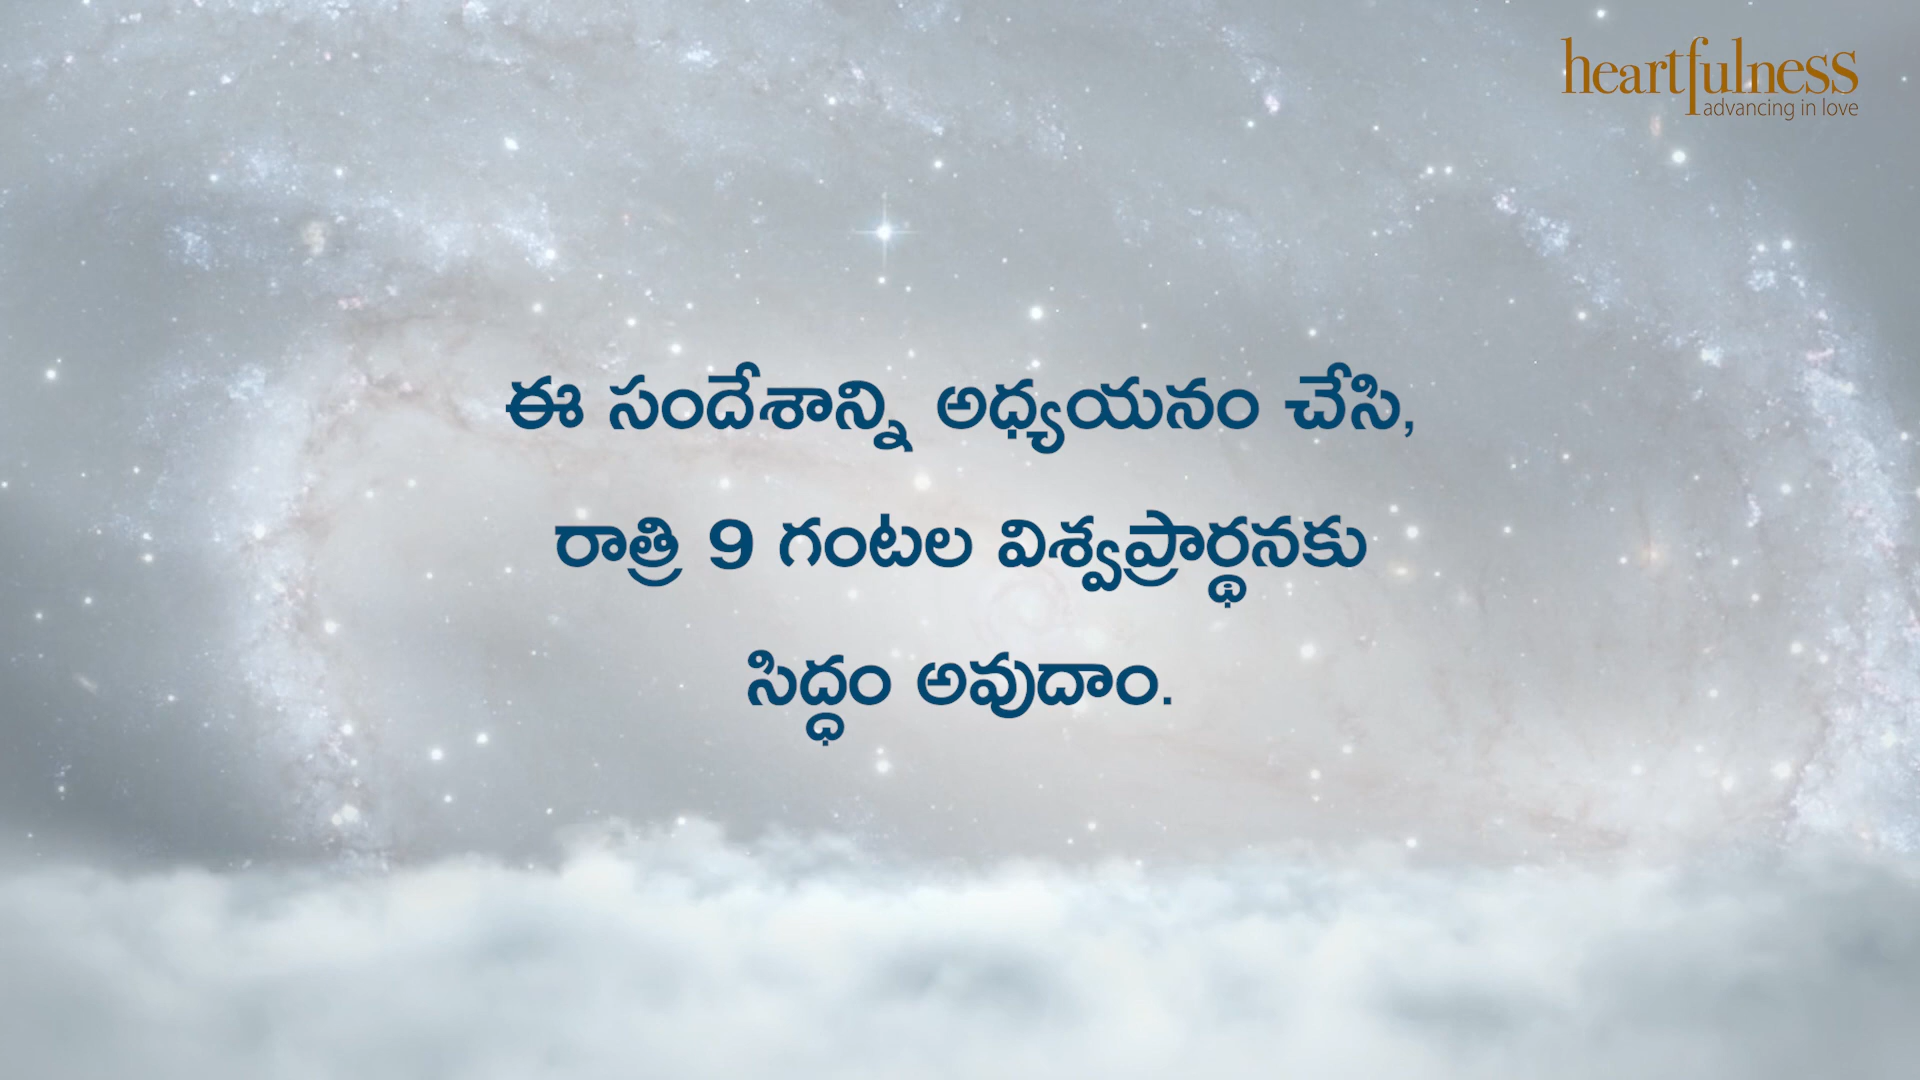 heartfulness
advancing in love
ఈ సందేశాన్ని అధ్యయనం చేసి,
రాత్రి 9 గంటల విశ్వప్రార్థనకు
సిద్ధం అవుదాం.